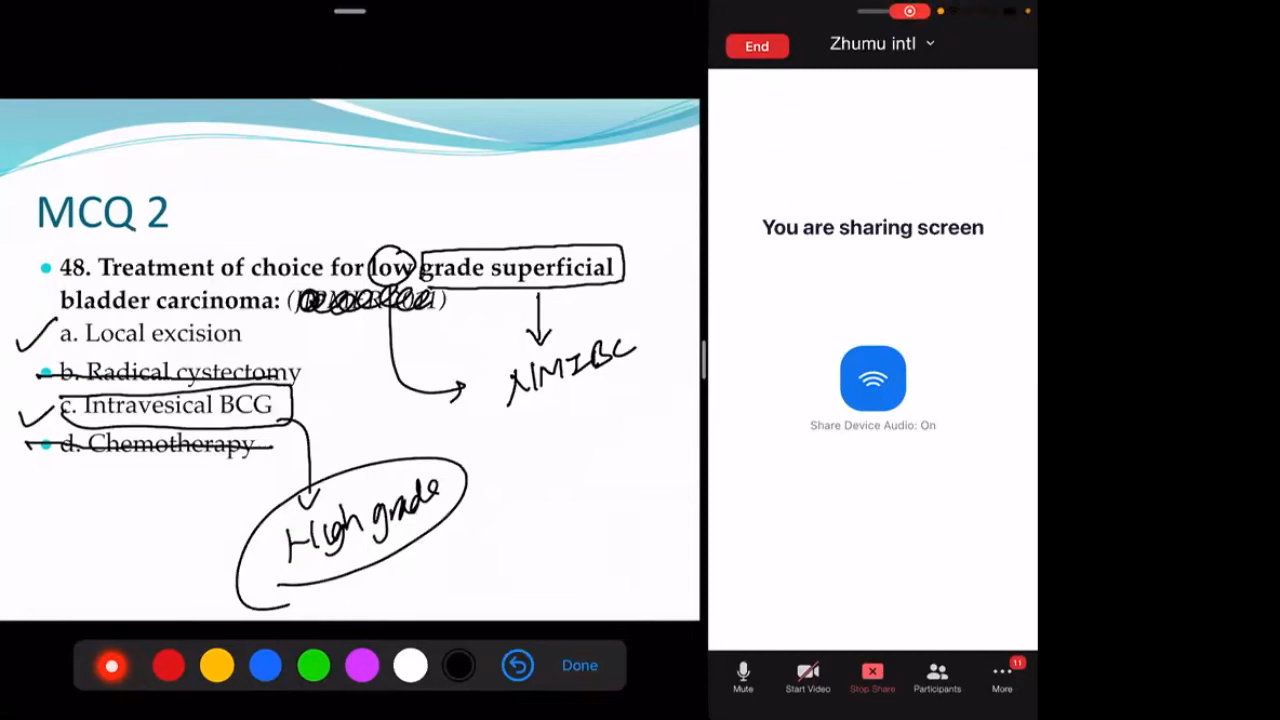 End
Zhumu intl
MCQ 2
48. Treatment of choice for low grade superficial
bladder carcinoma:
a. Local excision
b. Radical cystectomy
c. Intravesical BCG
d. Chemotherapy
NMIBC
High grade
You are sharing screen
Share Device Audio: On
Done
11
Mute
Start Video
Stop Share
Participants
More